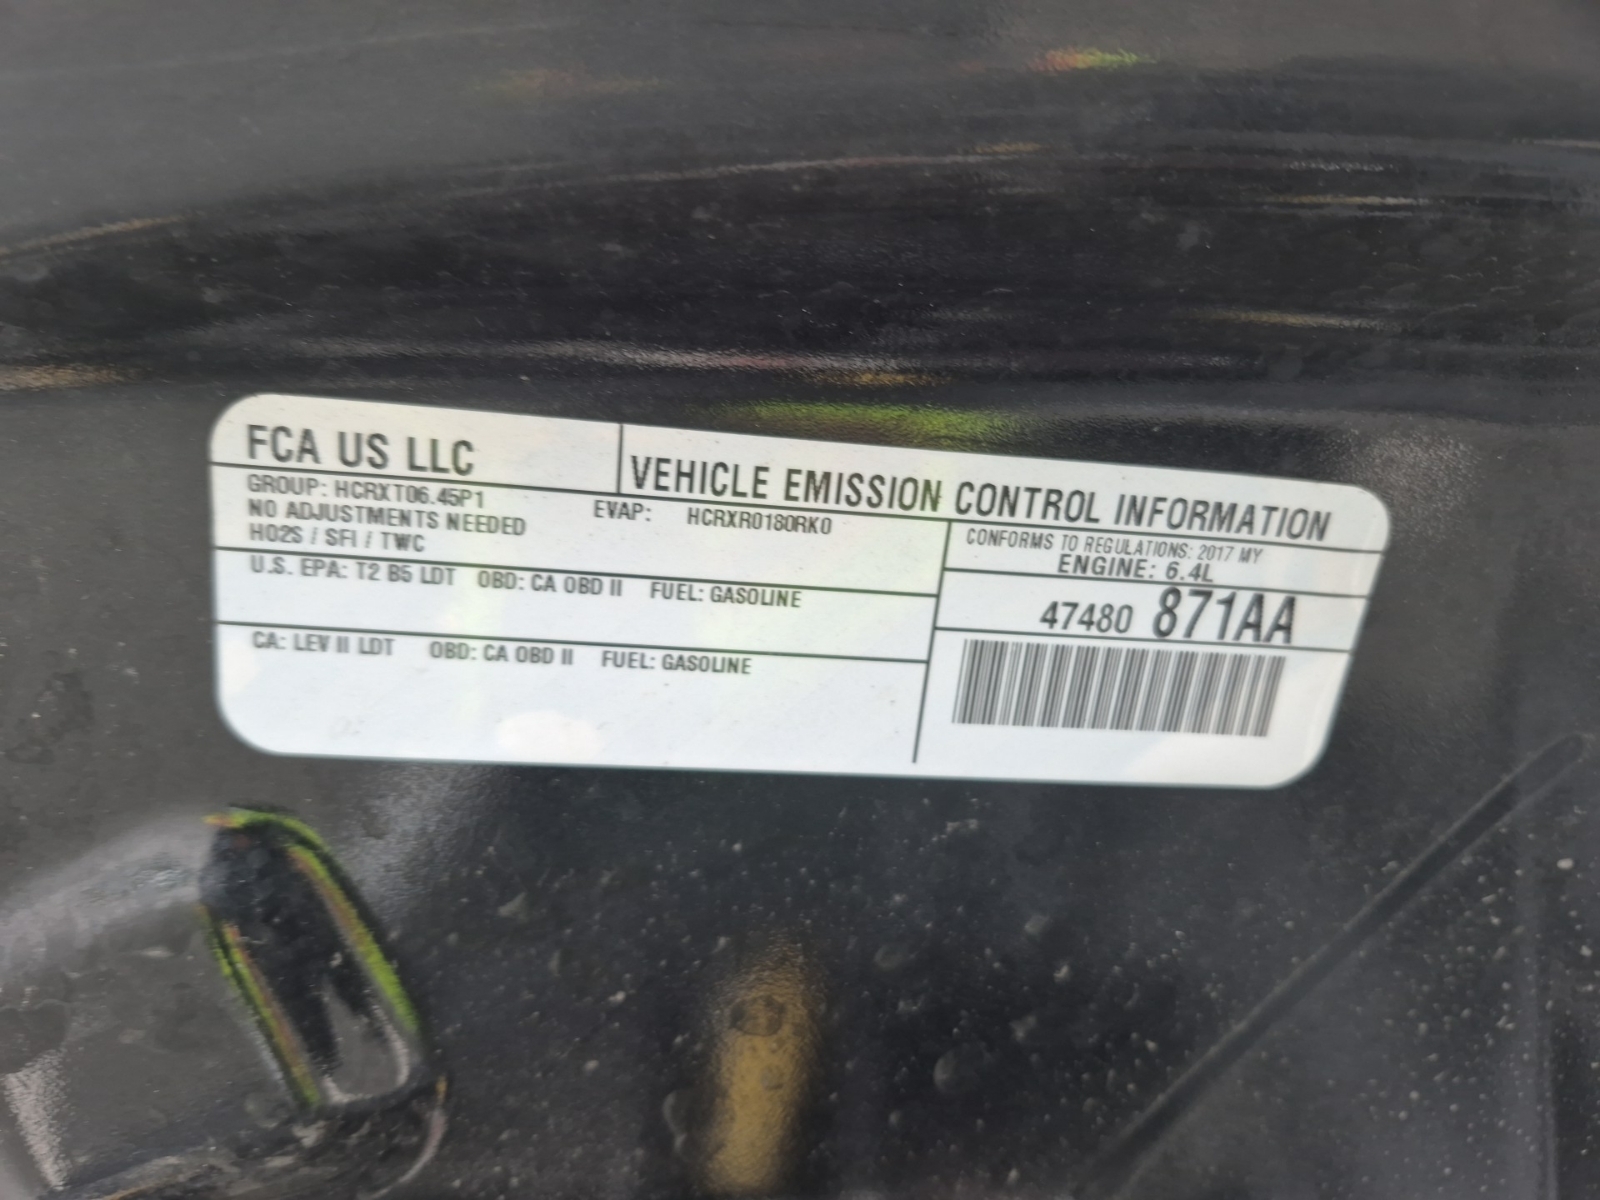 FCA US LLC
VEHICLE EMISSION CONTROL INFORMATION
GROUP: HCRXT06.45P1
EVAP: HCRXR0180RK0
NO ADJUSTMENTS NEEDED
HO2S / SFI / TWC
CONFORMS TO REGULATIONS: 2017 MY
ENGINE: 6.4L
U.S. EPA: T2 B5 LDT OBD: CA OBD II FUEL: GASOLINE
47480 871AA
CA: LEV II LDT OBD: CA OBD II FUEL: GASOLINE